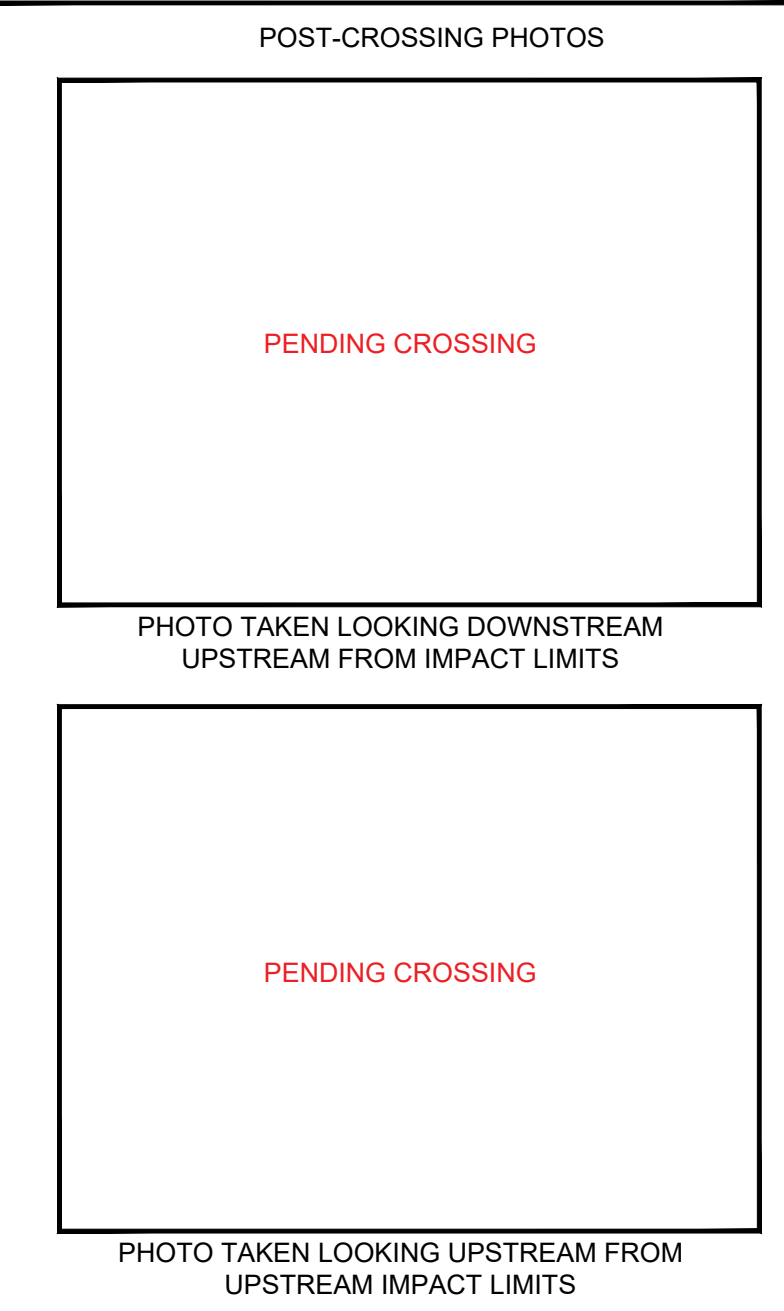 POST-CROSSING PHOTOS
PENDING CROSSING
PHOTO TAKEN LOOKING DOWNSTREAM
UPSTREAM FROM IMPACT LIMITS
PENDING CROSSING
PHOTO TAKEN LOOKING UPSTREAM FROM
UPSTREAM IMPACT LIMITS